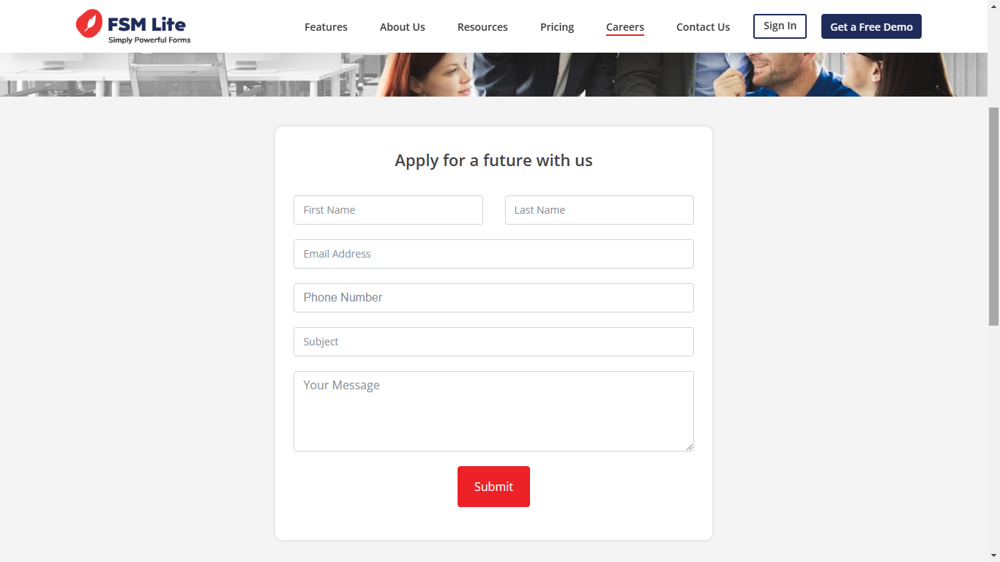 FSM Lite
Simply Powerful Forms
Features About Us Resources Pricing Careers Contact Us Sign In Get a Free Demo
Apply for a future with us
First Name Last Name
Email Address
Phone Number
Subject
Your Message
Submit